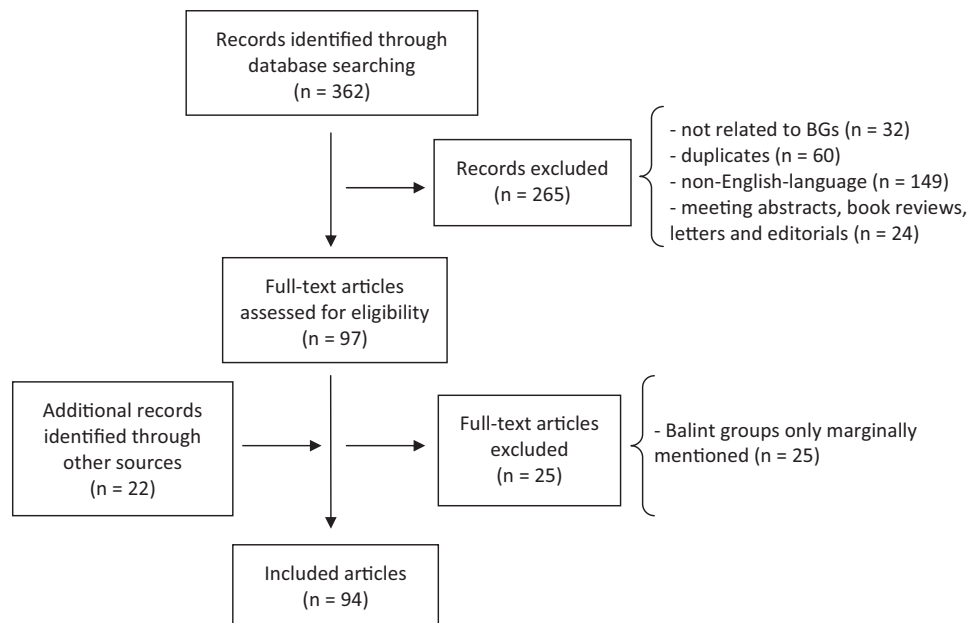 Records identified through
database searching
(n = 362)
Records excluded
(n = 265)
- not related to BGs (n = 32)
- duplicates (n = 60)
- non-English-language (n = 149)
- meeting abstracts, book reviews,
letters and editorials (n = 24)
Full-text articles
assessed for eligibility
(n = 97)
Additional records
identified through
other sources
(n = 22)
Full-text articles
excluded
(n = 25)
- Balint groups only marginally
mentioned (n = 25)
Included articles
(n = 94)